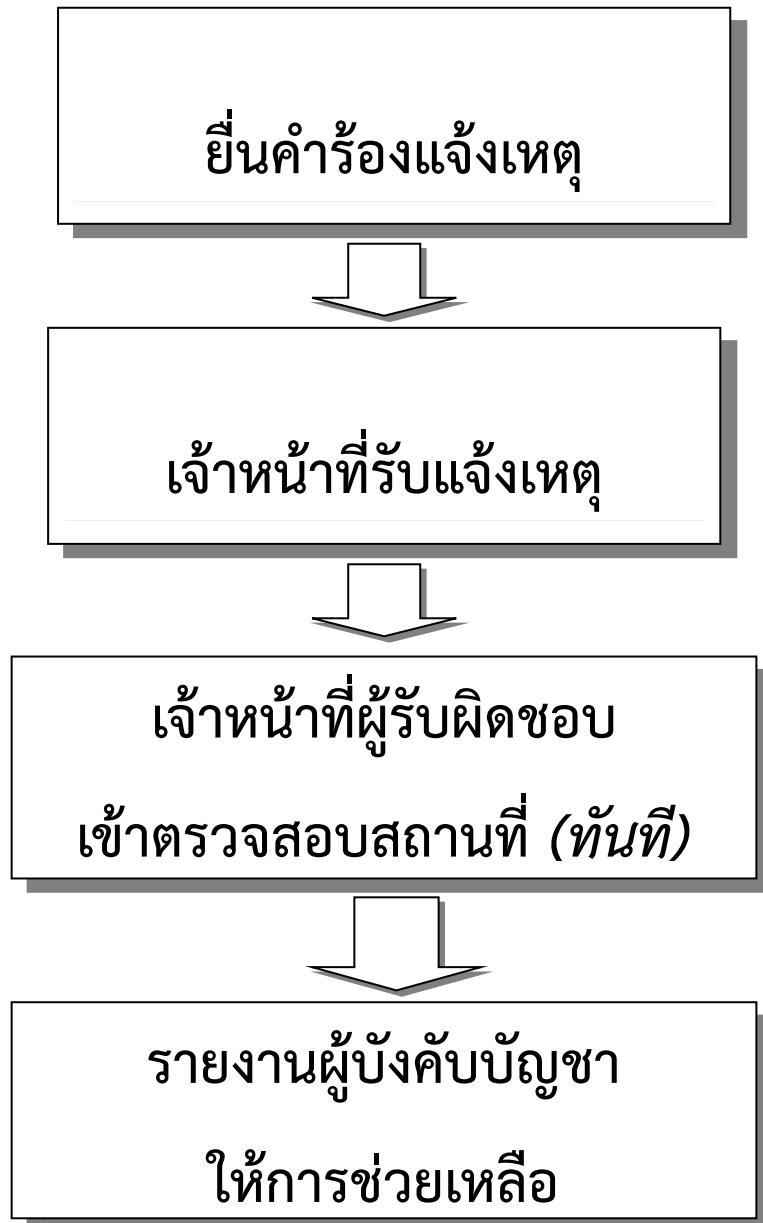 ยื่นคำร้องแจ้งเหตุ
เจ้าหน้าที่รับแจ้งเหตุ
เจ้าหน้าที่ผู้รับผิดชอบ
เข้าตรวจสอบสถานที่ (ทันที)
รายงานผู้บังคับบัญชา
ให้การช่วยเหลือ